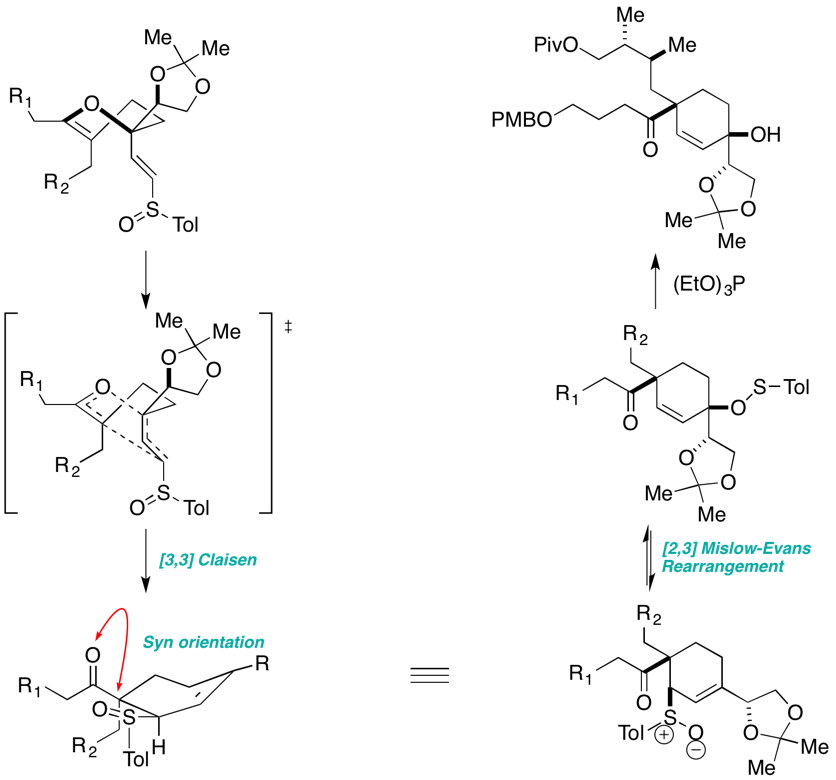 Me
Me
O
O
R1
O
R2
S
O
Tol
Me
PivO
Me
PMBO
O
OH
O
O
Me
Me
(EtO)3P
Me
Me
‡
O
O
R1
O
R2
S
O
Tol
R2
R1
O
O
S
Tol
O
O
Me
Me
[3,3] Claisen
[2,3] Mislow-Evans
Rearrangement
Syn orientation
O
R
R1
O
S
R2
H
Tol
R2
R1
O
S
Tol
+
O
−
O
O
Me
Me